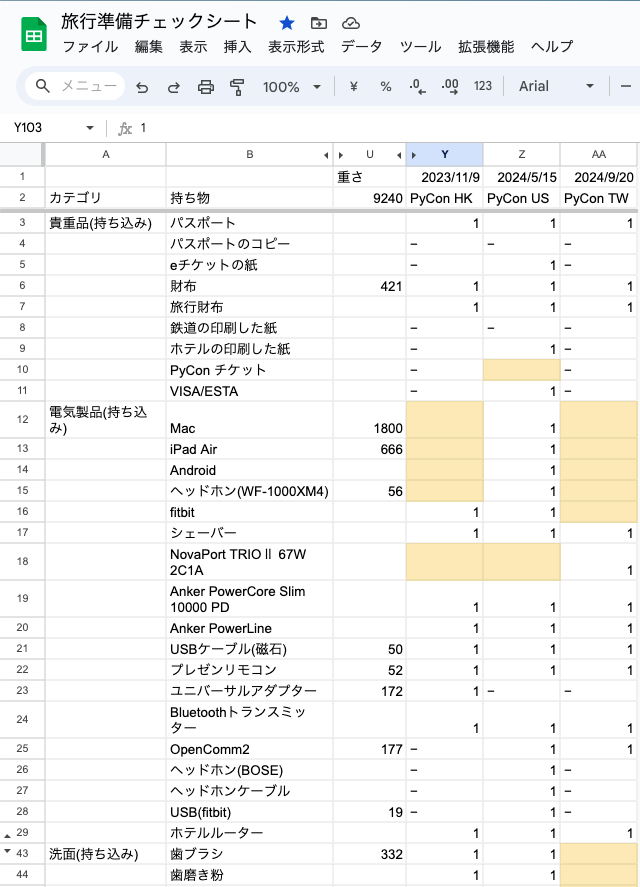 旅行準備チェックシート
ファイル 編集 表示 挿入 表示形式 データ ツール 拡張機能 ヘルプ
メニュー 100% ¥ % .0 .00 123 Arial
Y103 fx 1
A B U Y Z AA
1 重さ 2023/11/9 2024/5/15 2024/9/20
2 カテゴリ 持ち物 9240 PyCon HK PyCon US PyCon TW
3 貴重品(持ち込み) パスポート 1 1 1
4 パスポートのコピー – – –
5 eチケットの紙 – 1 –
6 財布 421 1 1 1
7 旅行財布 1 1 1
8 鉄道の印刷した紙 – – –
9 ホテルの印刷した紙 – 1 –
10 PyCon チケット – –
11 VISA/ESTA – 1 –
電気製品(持ち込
12 み) Mac 1800 1
13 iPad Air 666 1
14 Android 1
15 ヘッドホン(WF-1000XM4) 56 1
16 fitbit 1 1
17 シェーバー 1 1 1
NovaPort TRIO II 67W
18 2C1A 1
Anker PowerCore Slim
19 10000 PD 1 1 1
20 Anker PowerLine 1 1 1
21 USBケーブル(磁石) 50 1 1 1
22 プレゼンリモコン 52 1 1 1
23 ユニバーサルアダプター 172 1 – –
Bluetoothトランスミッ
24 ター 1 1 1
25 OpenComm2 177 – 1 1
26 ヘッドホン(BOSE) – 1 –
27 ヘッドホンケーブル – 1 –
28 USB(fitbit) 19 – 1 –
29 ホテルルーター 1 1 1
43 洗面(持ち込み) 歯ブラシ 332 1 1
44 歯磨き粉 1 1